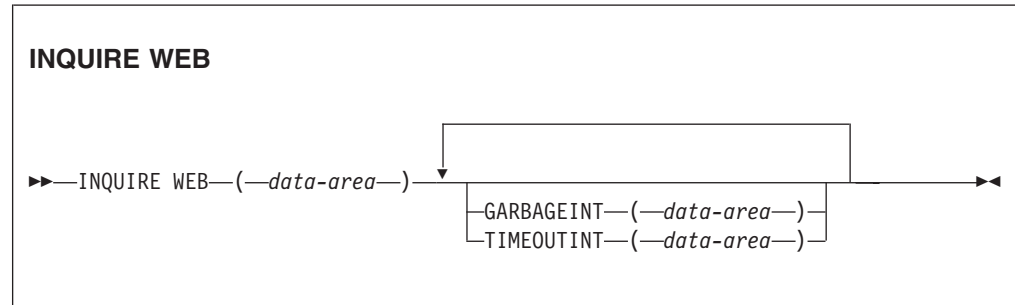 INQUIRE WEB
►►—INQUIRE WEB—(—data-area—)—►◄
GARBAGEINT—(—data-area—)
TIMEOUTINT—(—data-area—)